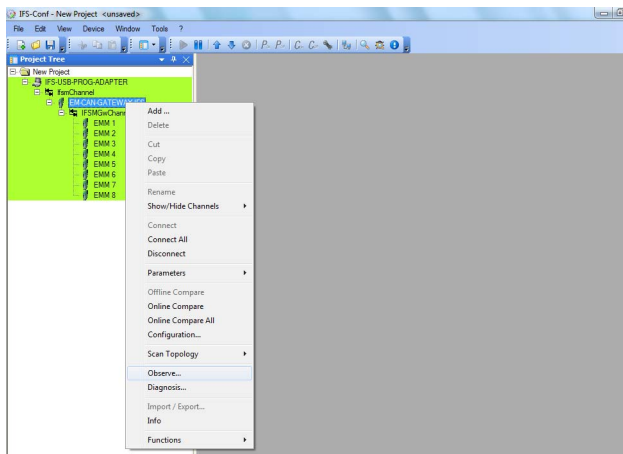 IFS-Conf - New Project <unsaved>
File Edit View Device Window Tools ?
Project Tree
New Project
IFS-USB-PROG-ADAPTER
IfsmChannel
EM-CAN-GATEWAY-IFS
IFSMGwChann
EMM 1
EMM 2
EMM 3
EMM 4
EMM 5
EMM 6
EMM 7
EMM 8
Add ...
Delete
Cut
Copy
Paste
Rename
Show/Hide Channels
Connect
Connect All
Disconnect
Parameters
Offline Compare
Online Compare
Online Compare All
Configuration...
Scan Topology
Observe...
Diagnosis...
Import / Export...
Info
Functions